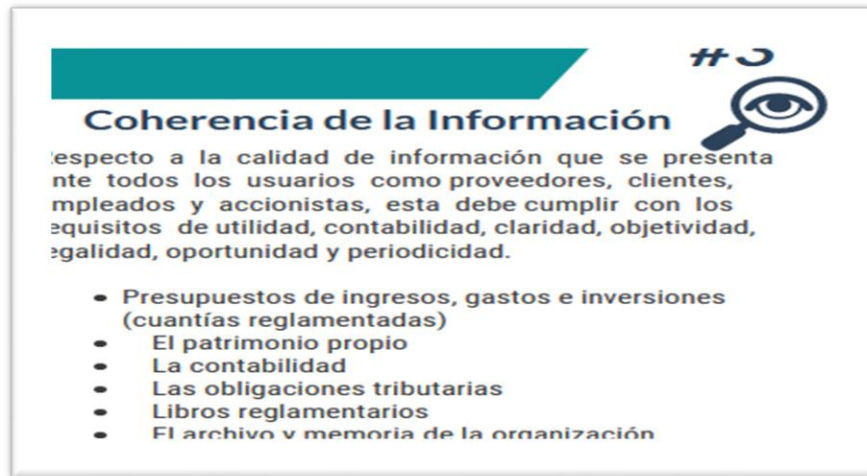 #3
Coherencia de la Información
especto a la calidad de información que se presenta
nte todos los usuarios como proveedores, clientes,
mpleados y accionistas, esta debe cumplir con los
equisitos de utilidad, contabilidad, claridad, objetividad,
egalidad, oportunidad y periodicidad.
• Presupuestos de ingresos, gastos e inversiones
(cuantías reglamentadas)
• El patrimonio propio
• La contabilidad
• Las obligaciones tributarias
• Libros reglamentarios
• El archivo y memoria de la organización